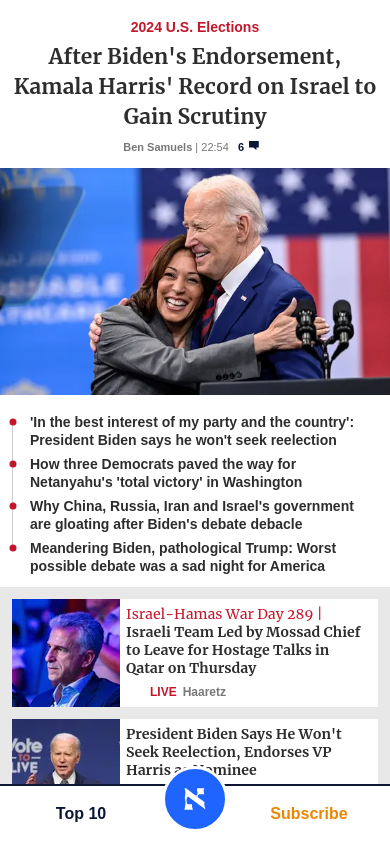 2024 U.S. Elections
After Biden's Endorsement,
Kamala Harris' Record on Israel to
Gain Scrutiny
Ben Samuels | 22:54 6
'In the best interest of my party and the country':
President Biden says he won't seek reelection
How three Democrats paved the way for
Netanyahu's 'total victory' in Washington
Why China, Russia, Iran and Israel's government
are gloating after Biden's debate debacle
Meandering Biden, pathological Trump: Worst
possible debate was a sad night for America
Israel-Hamas War Day 289 |
Israeli Team Led by Mossad Chief
to Leave for Hostage Talks in
Qatar on Thursday
LIVE Haaretz
President Biden Says He Won't
Seek Reelection, Endorses VP
Harris as Nominee
Vote
TO
LIVE
Top 10
Subscribe